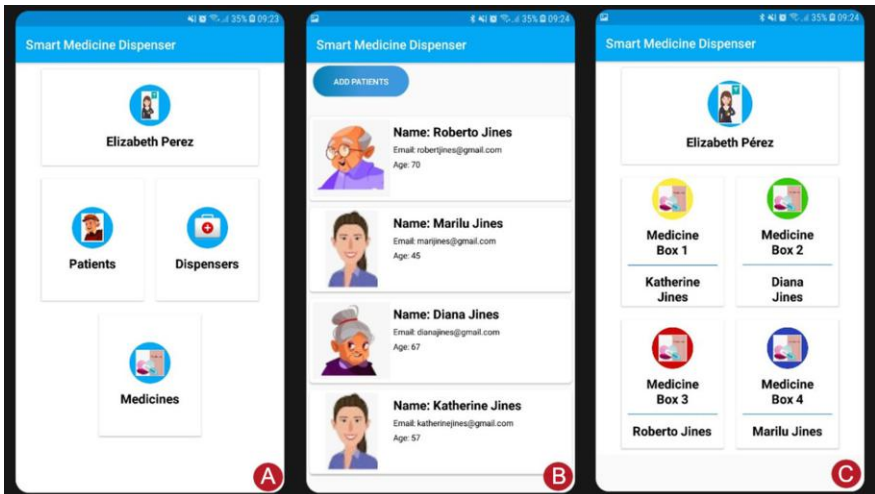 35% 09:23
Smart Medicine Dispenser
Elizabeth Perez
Patients
Dispensers
Medicines
A
35% 09:24
Smart Medicine Dispenser
ADD PATIENTS
Name: Roberto Jines
Email: robertjines@gmail.com
Age: 70
Name: Marilu Jines
Email: marijines@gmail.com
Age: 45
Name: Diana Jines
Email: dianajines@gmail.com
Age: 67
Name: Katherine Jines
Email: katherinejines@gmail.com
Age: 57
B
35% 09:24
Smart Medicine Dispenser
Elizabeth Pérez
Medicine
Box 1
Katherine
Jines
Medicine
Box 2
Diana
Jines
Medicine
Box 3
Roberto Jines
Medicine
Box 4
Marilu Jines
C